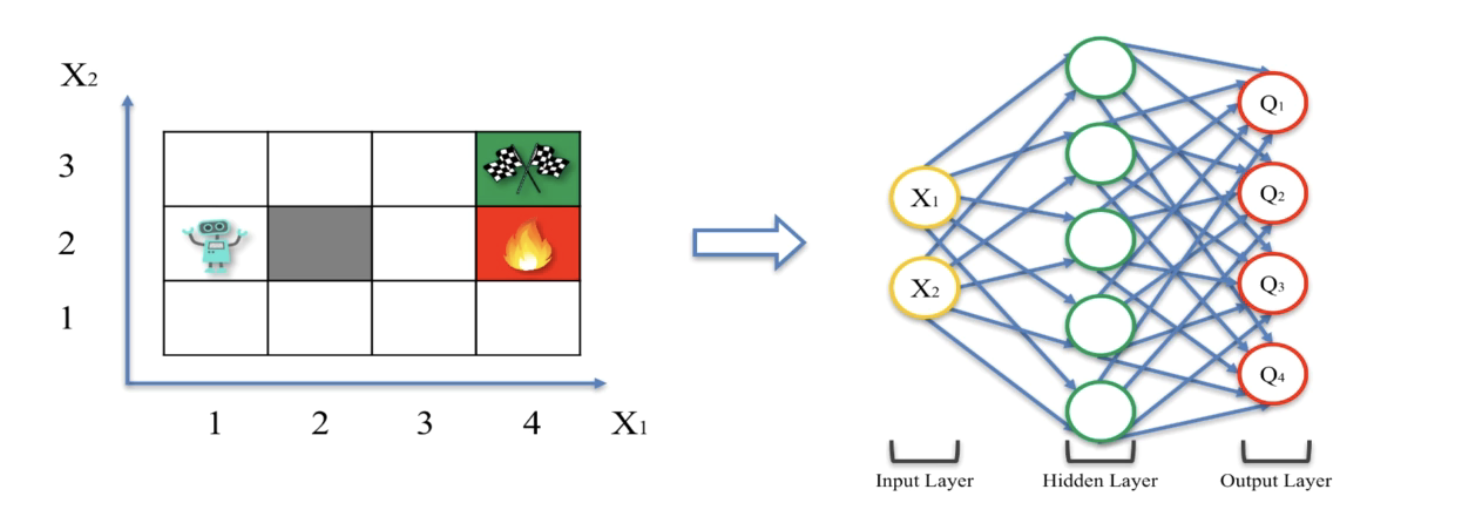 X2
3
2
1
1 2 3 4 X1
X1
X2
Q1
Q2
Q3
Q4
Input Layer Hidden Layer Output Layer